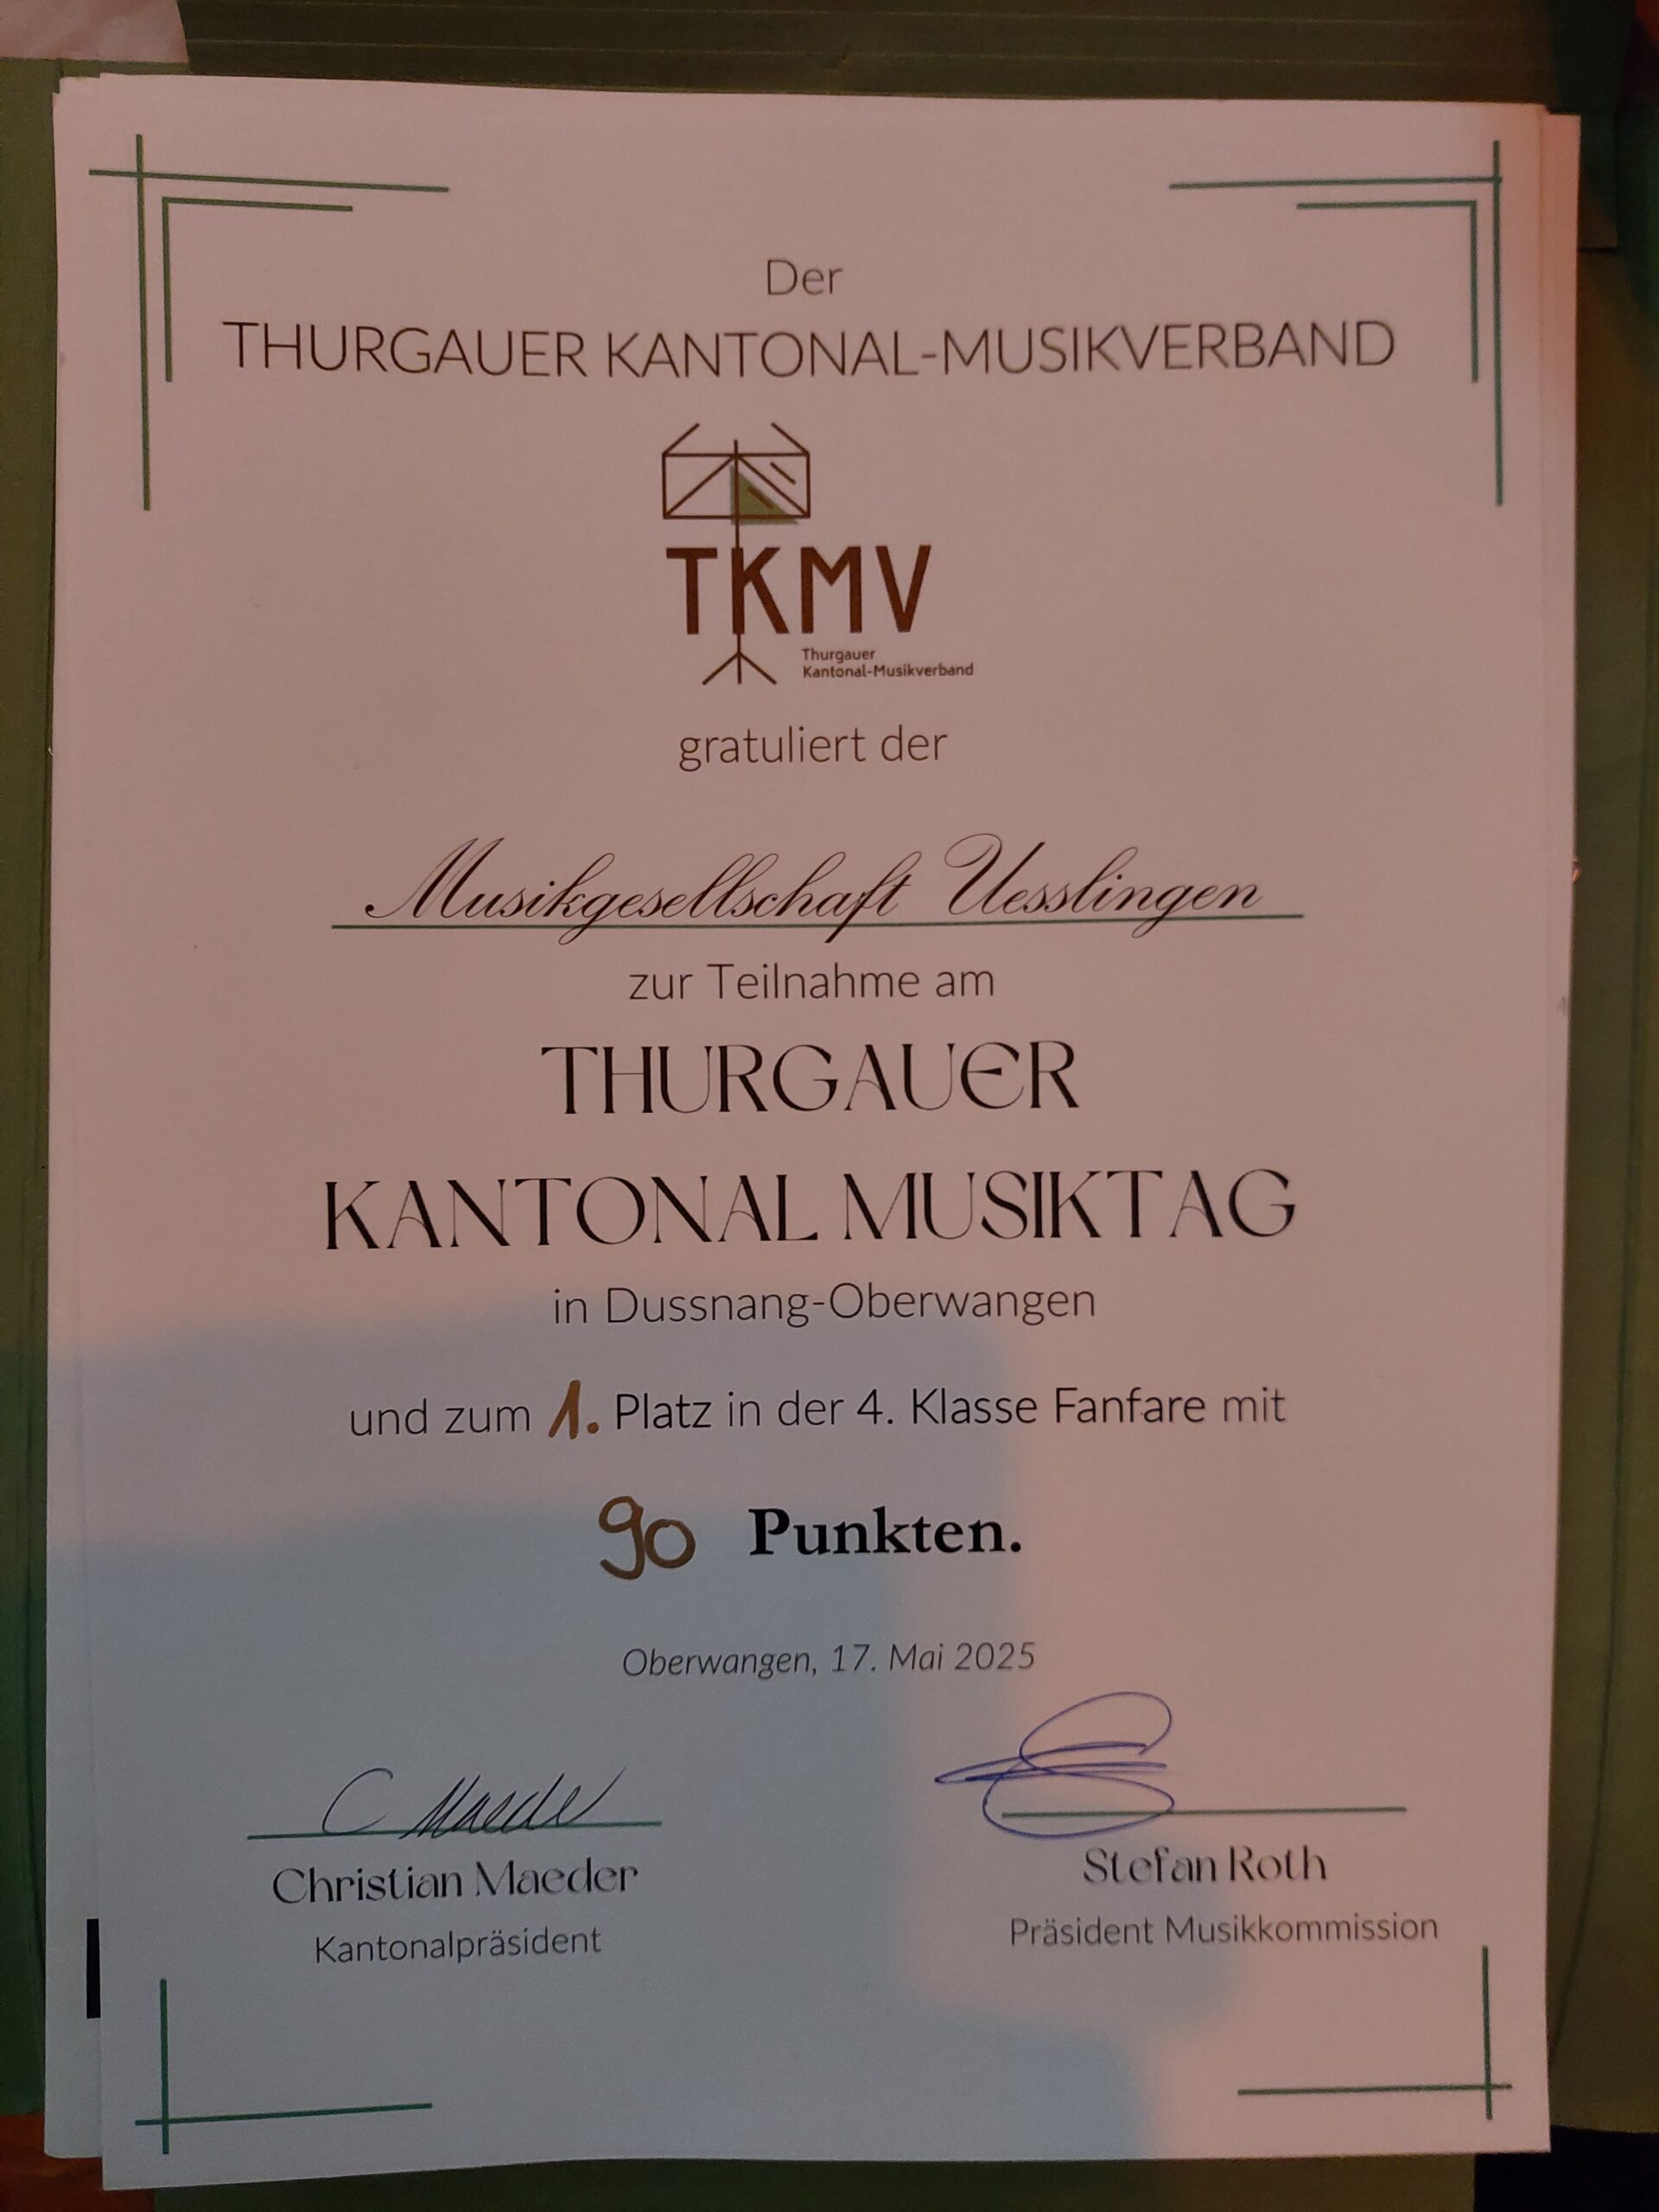 Der
THURGAUER KANTONAL-MUSIKVERBAND
TKMV
Thurgauer
Kantonal-Musikverband
gratuliert der
Musikgesellschaft Uesslingen
zur Teilnahme am
THURGAUER
KANTONAL MUSIKTAG
in Dussnang-Oberwangen
und zum 1. Platz in der 4. Klasse Fanfare mit
90 Punkten.
Oberwangen, 17. Mai 2025
C Maeder
Christian Maeder
Kantonalpräsident
Stefan Roth
Präsident Musikkommission